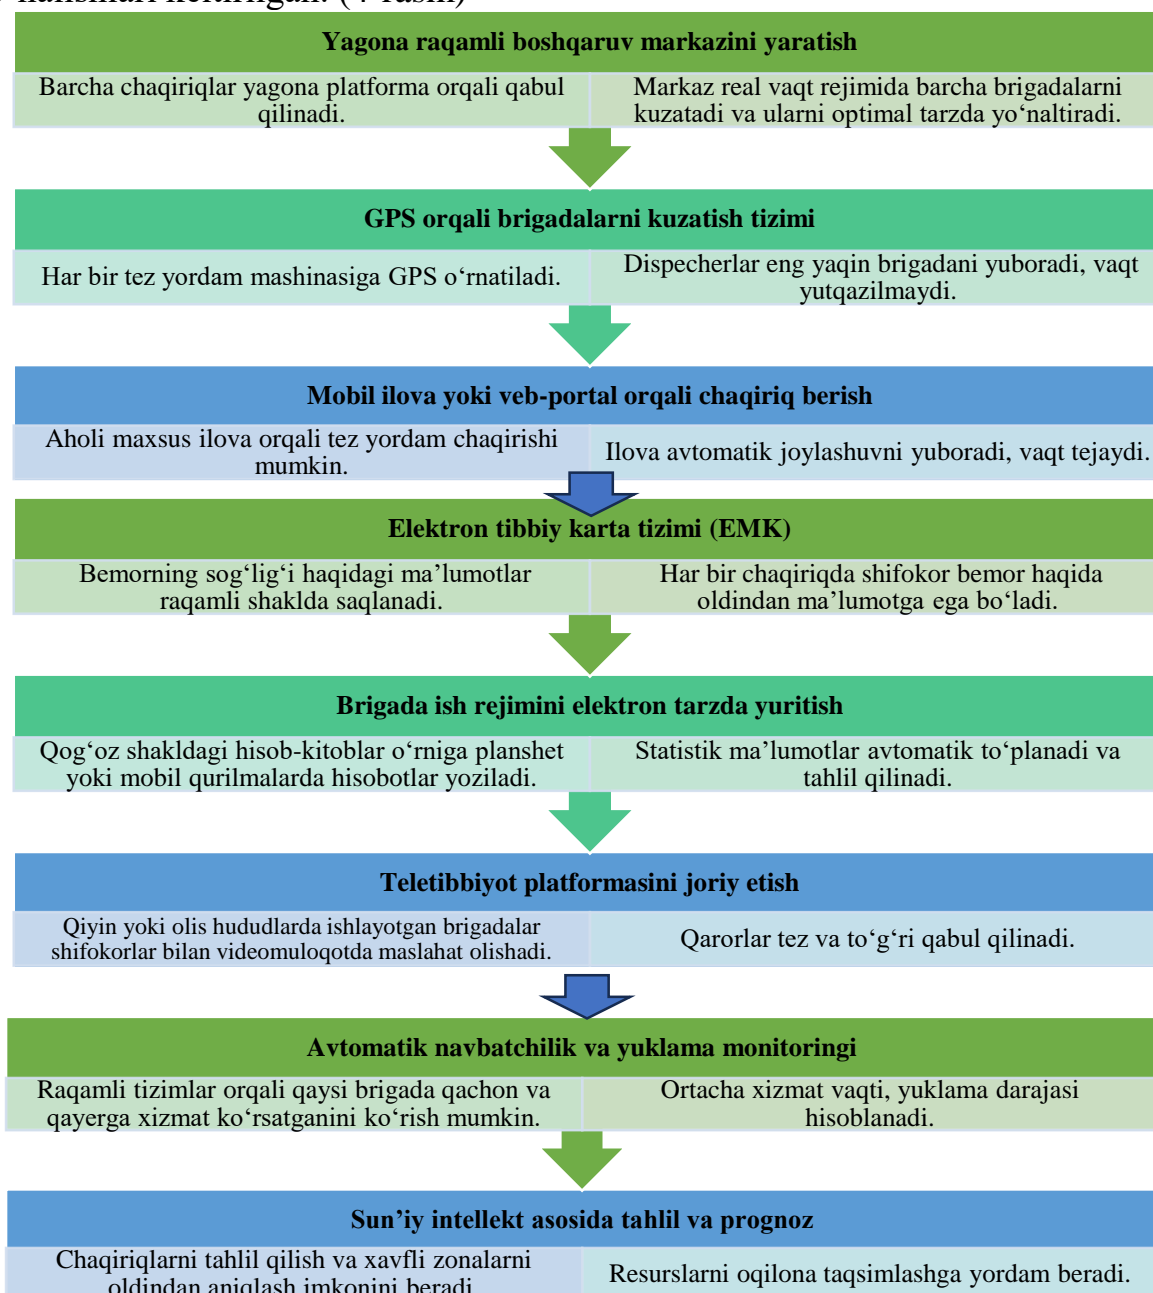 (4-rasm)
Yagona raqamli boshqaruv markazini yaratish
Barcha chaqiriqlar yagona platforma orqali qabul
qilinadi.
Markaz real vaqt rejimida barcha brigadalarni
kuzatadi va ularni optimal tarzda yo‘naltiradi.
GPS orqali brigadalarni kuzatish tizimi
Har bir tez yordam mashinasiga GPS o‘rnatiladi.
Dispecherlar eng yaqin brigadani yuboradi, vaqt
yutqazilmaydi.
Mobil ilova yoki veb-portal orqali chaqiriq berish
Aholi maxsus ilova orqali tez yordam chaqirishi
mumkin.
Ilova avtomatik joylashuvni yuboradi, vaqt tejaydi.
Elektron tibbiy karta tizimi (EMK)
Bemorning sog‘lig‘i haqidagi ma’lumotlar
raqamli shaklda saqlanadi.
Har bir chaqiriqda shifokor bemor haqida
oldindan ma’lumotga ega bo‘ladi.
Brigada ish rejimini elektron tarzda yuritish
Qog‘oz shakldagi hisob-kitoblar o‘rniga planshet
yoki mobil qurilmalarda hisobotlar yoziladi.
Statistik ma’lumotlar avtomatik to‘planadi va
tahlil qilinadi.
Teletibbiyot platformasini joriy etish
Qiyin yoki olis hududlarda ishlayotgan brigadalar
shifokorlar bilan videomuloqotda maslahat olishadi.
Qarorlar tez va to‘g‘ri qabul qilinadi.
Avtomatik navbatchilik va yuklama monitoringi
Raqamli tizimlar orqali qaysi brigada qachon va
qayerga xizmat ko‘rsatganini ko‘rish mumkin.
Ortacha xizmat vaqti, yuklama darajasi
hisoblanadi.
Sun’iy intellekt asosida tahlil va prognoz
Chaqiriqlarni tahlil qilish va xavfli zonalarni
oldindan aniqlash imkonini beradi
Resurslarni oqilona taqsimlashga yordam beradi.